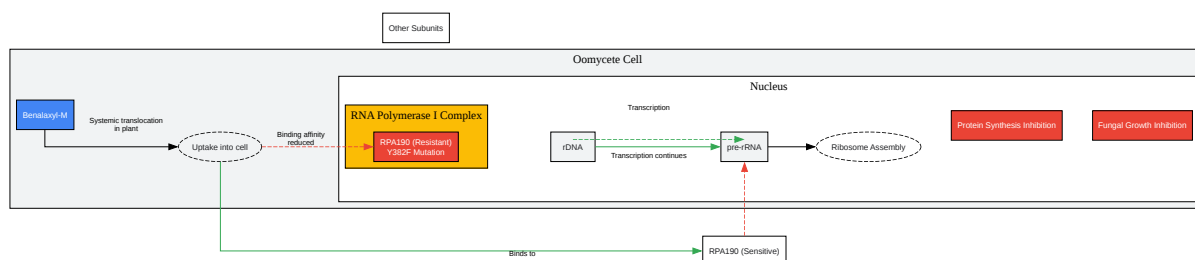 Other Subunits
Oomycete Cell
Nucleus
Benalaxyl-M
Systemic translocation
in plant
Uptake into cell
Binding affinity
reduced
RNA Polymerase I Complex
RPA190 (Resistant)
Y382F Mutation
Transcription
rDNA
Transcription continues
pre-rRNA
Ribosome Assembly
Protein Synthesis Inhibition
Fungal Growth Inhibition
Binds to
RPA190 (Sensitive)